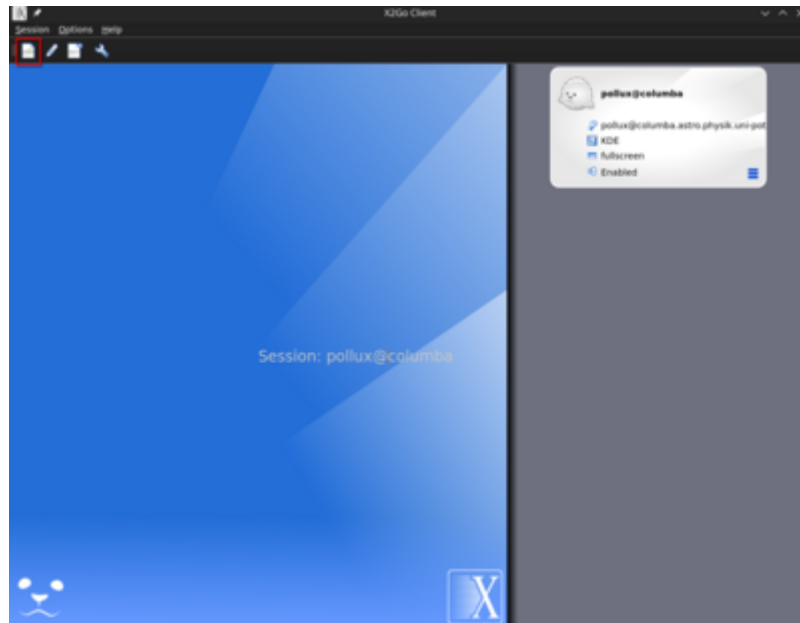 X2Go Client
Session Options Help
pollux@columba
pollux@columba.astro.physik.uni-pot
KDE
fullscreen
Enabled
Session: pollux@columba
X